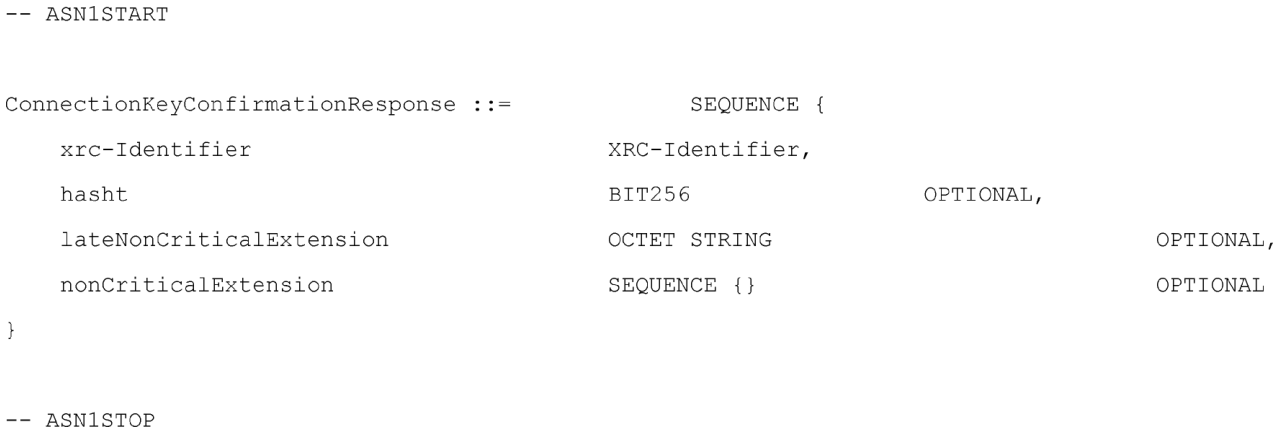 -- ASN1START
ConnectionKeyConfirmationResponse ::= SEQUENCE {
xrc-Identifier XRC-Identifier,
hasht BIT256 OPTIONAL,
lateNonCriticalExtension OCTET STRING OPTIONAL,
nonCriticalExtension SEQUENCE {} OPTIONAL
}
-- ASN1STOP